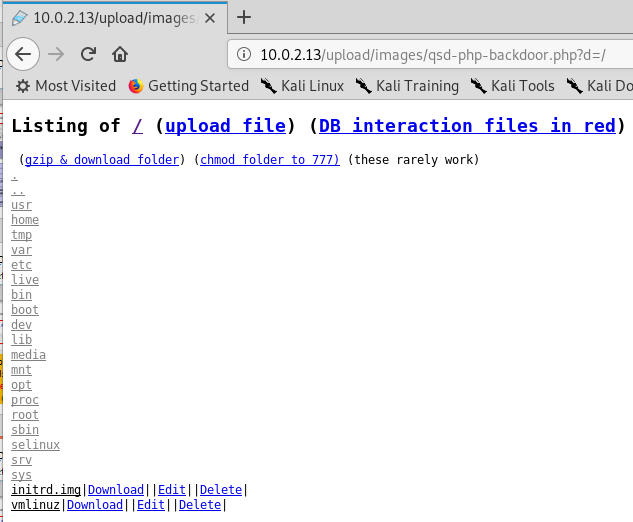 10.0.2.13/upload/images/
10.0.2.13/upload/images/qsd-php-backdoor.php?d=/
Most Visited Getting Started Kali Linux Kali Training Kali Tools Kali Do
Listing of / (upload file) (DB interaction files in red)
(gzip & download folder) (chmod folder to 777) (these rarely work)
.
..
usr
home
tmp
var
etc
live
bin
boot
dev
lib
media
mnt
opt
proc
root
sbin
selinux
srv
sys
initrd.img|Download||Edit||Delete|
vmlinuz|Download||Edit||Delete|